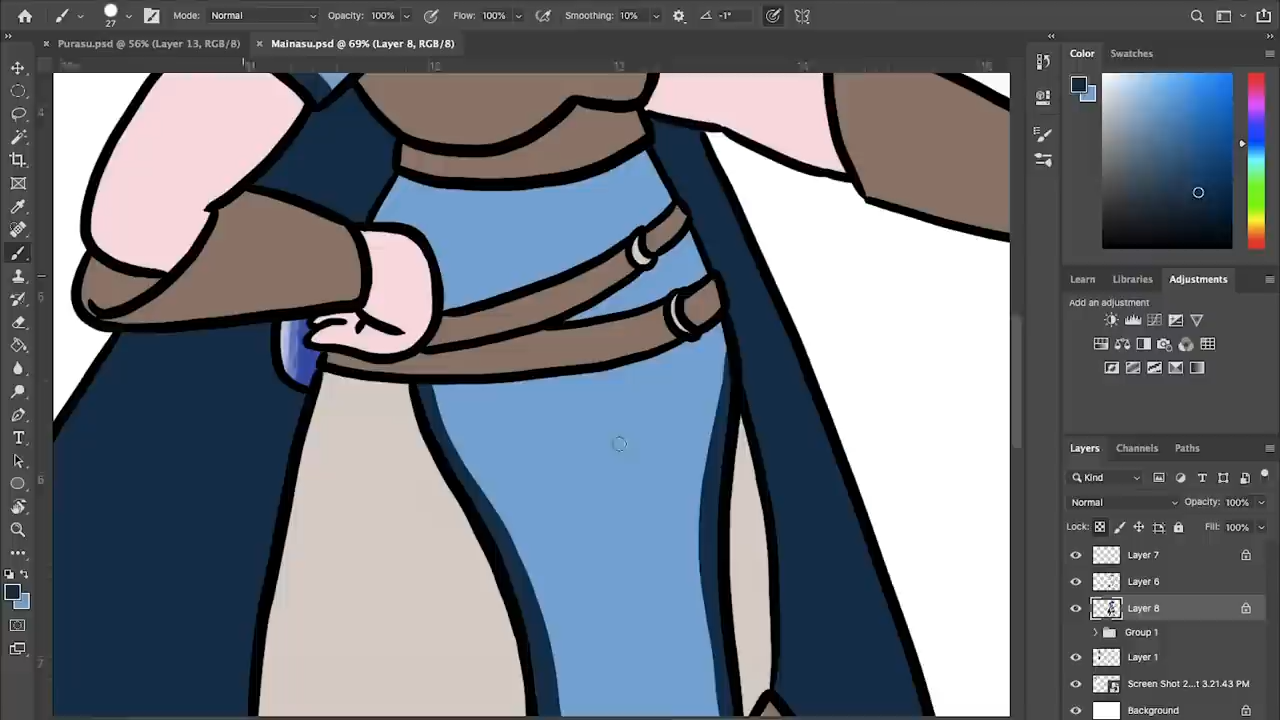 27 Mode: Normal Opacity: 100% Flow: 100% Smoothing: 10% -1°
× Purasu.psd @ 56% (Layer 13, RGB/8) × Mainasu.psd @ 69% (Layer 8, RGB/8)
Color Swatches
Learn Libraries Adjustments
Add an adjustment
Layers Channels Paths
Kind
Normal Opacity: 100%
Lock: Fill: 100%
Layer 7
Layer 6
Layer 8
Group 1
Layer 1
Screen Shot 2...t 3.21.43 PM
Background